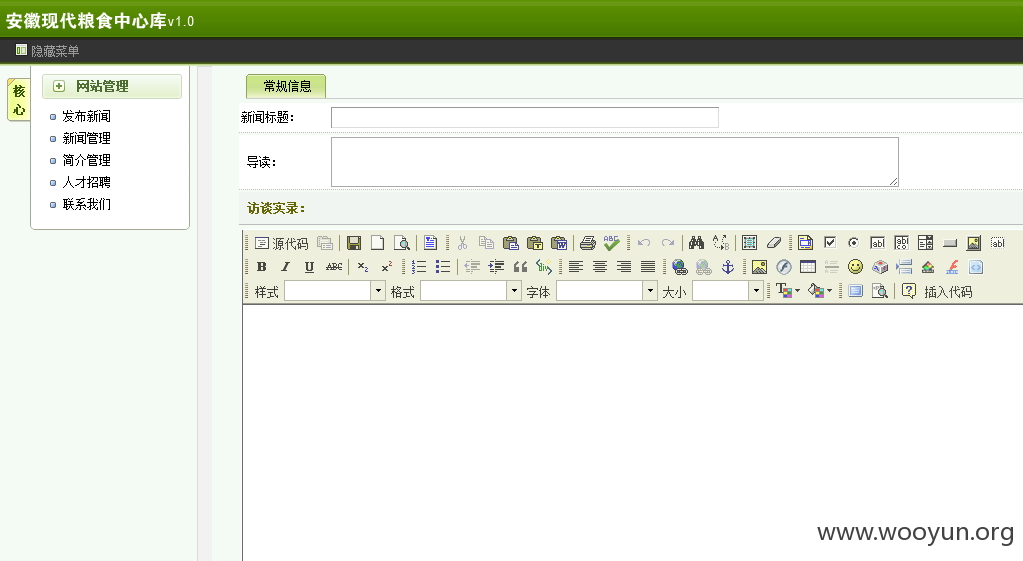 安徽现代粮食中心库v1.0
隐藏菜单
核心
网站管理
发布新闻
新闻管理
简介管理
人才招聘
联系我们
常规信息
新闻标题：
导读：
访谈实录：
源代码
样式 格式 字体 大小 插入代码
www.wooyun.org